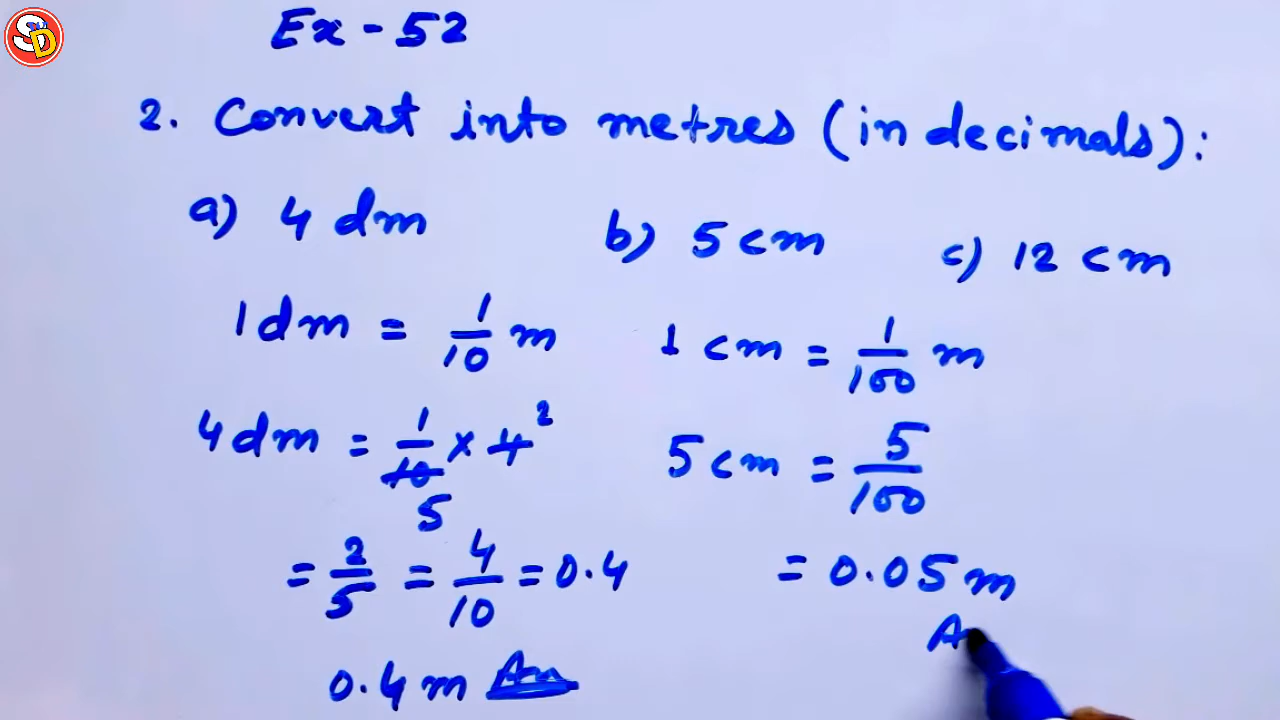 SD
Ex - 52
2. Convert into metres (in decimals):
a) 4 dm b) 5 cm c) 12 cm
1 dm = 1/10 m 1 cm = 1/100 m
4 dm = 1/10 × 4 2 5 cm = 5/100
5
= 2/5 = 4/10 = 0.4 = 0.05 m
0.4 m Ans A